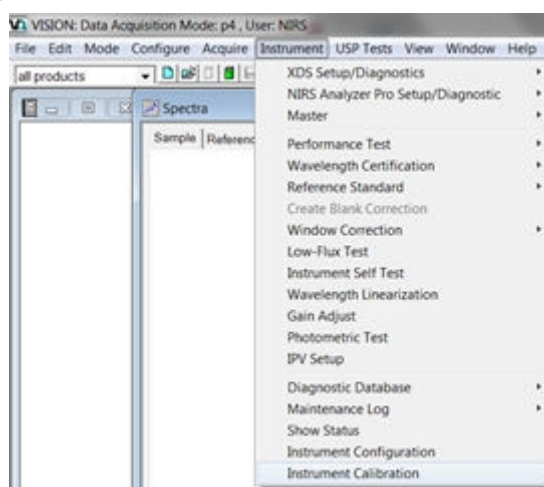 VISION: Data Acquisition Mode: p4 , User: NIRS
File Edit Mode Configure Acquire Instrument USP Tests View Window Help
all products
Spectra
Sample Referenc
XDS Setup/Diagnostics
NIRS Analyzer Pro Setup/Diagnostic
Master
Performance Test
Wavelength Certification
Reference Standard
Create Blank Correction
Window Correction
Low-Flux Test
Instrument Self Test
Wavelength Linearization
Gain Adjust
Photometric Test
IPV Setup
Diagnostic Database
Maintenance Log
Show Status
Instrument Configuration
Instrument Calibration